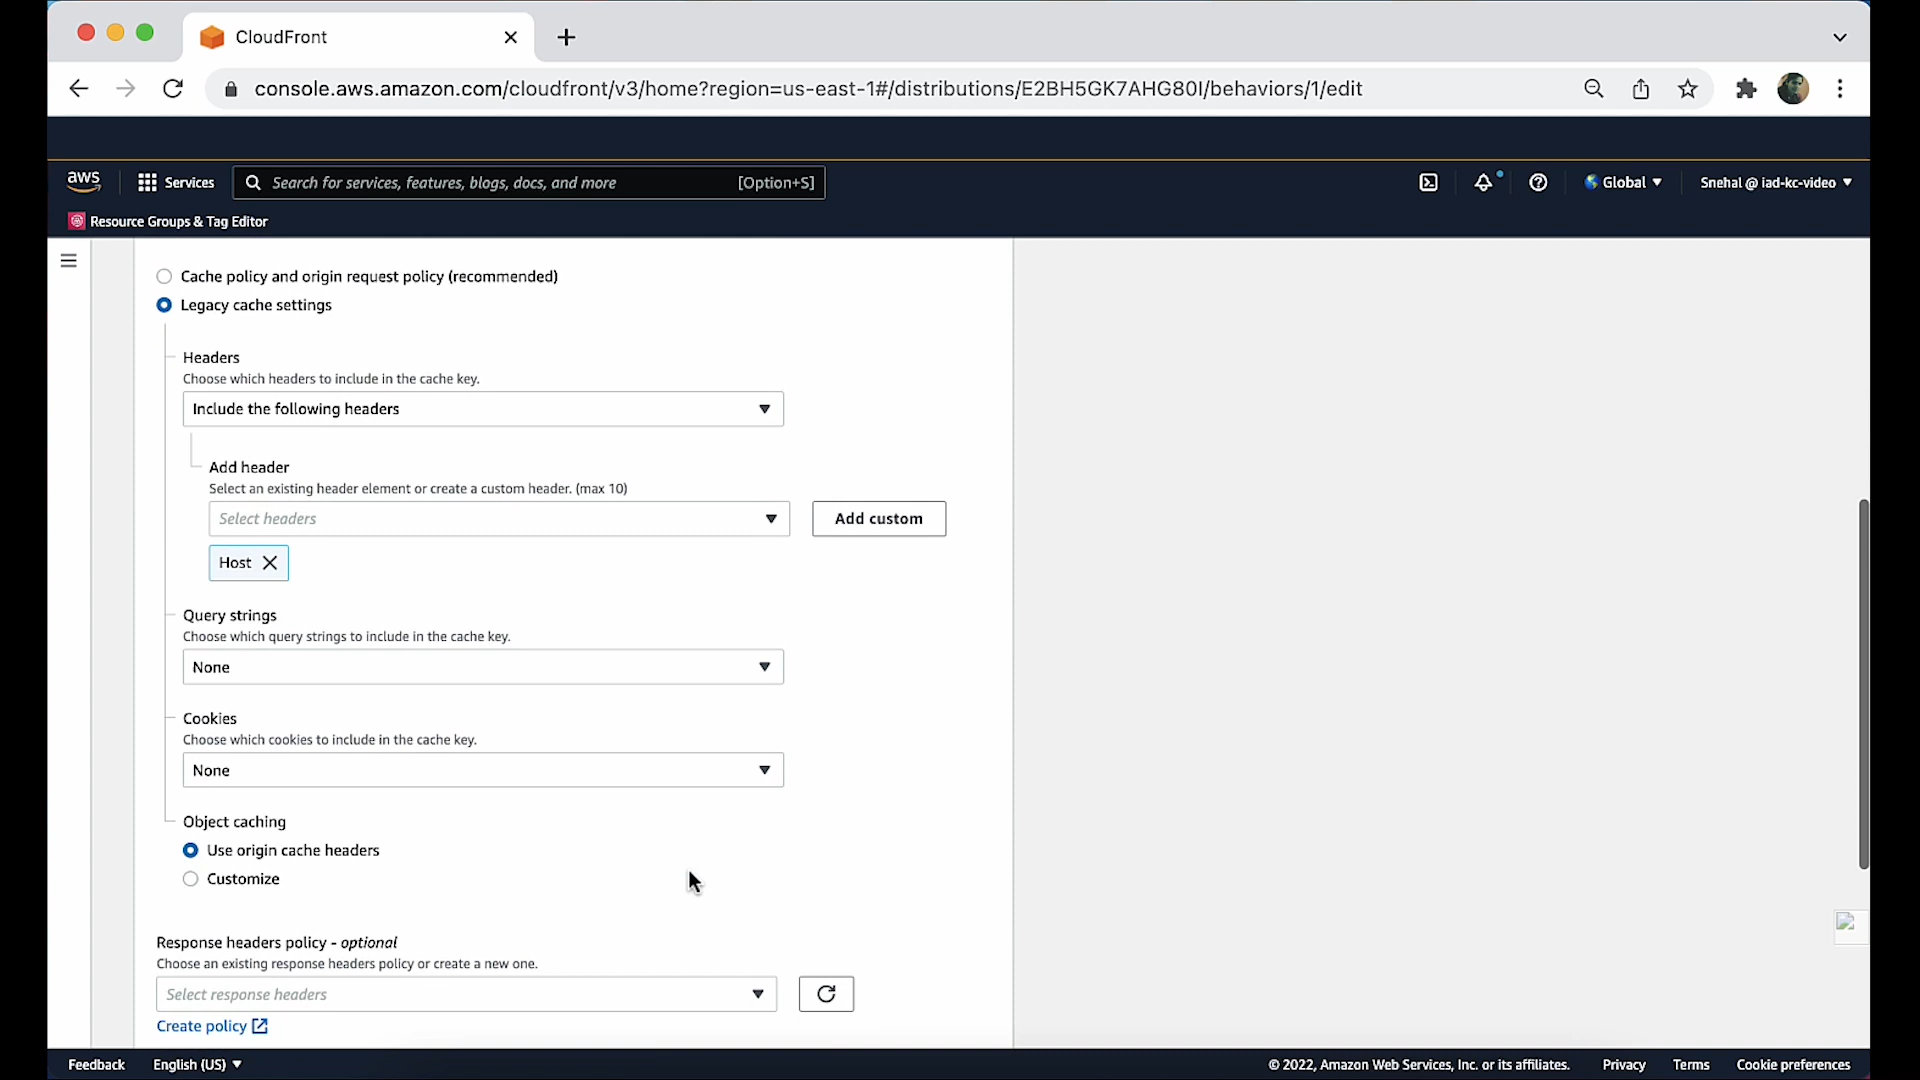 CloudFront
console.aws.amazon.com/cloudfront/v3/home?region=us-east-1#/distributions/E2BH5GK7AHG80I/behaviors/1/edit
aws
Services
Search for services, features, blogs, docs, and more
[Option+S]
Global
Snehal @ iad-kc-video
Resource Groups & Tag Editor
Cache policy and origin request policy (recommended)
Legacy cache settings
Headers
Choose which headers to include in the cache key.
Include the following headers
Add header
Select an existing header element or create a custom header. (max 10)
Select headers
Add custom
Host
Query strings
Choose which query strings to include in the cache key.
None
Cookies
Choose which cookies to include in the cache key.
None
Object caching
Use origin cache headers
Customize
Response headers policy - optional
Choose an existing response headers policy or create a new one.
Select response headers
Create policy
Feedback
English (US)
© 2022, Amazon Web Services, Inc. or its affiliates.
Privacy
Terms
Cookie preferences